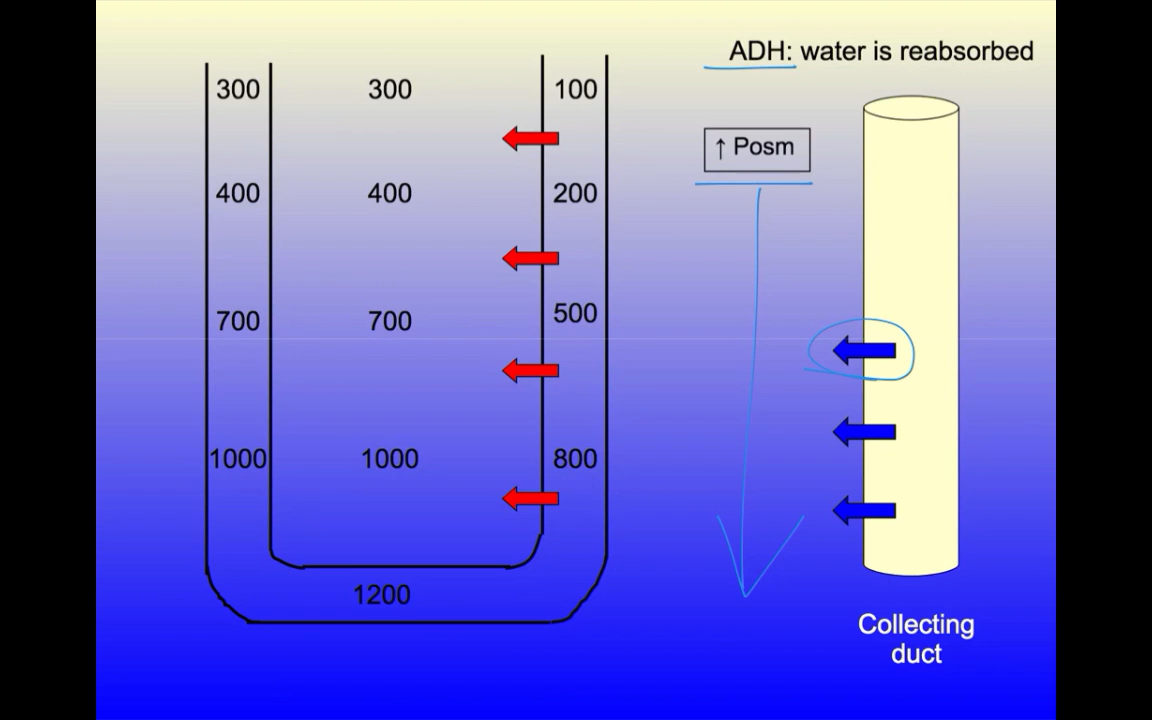 ADH: water is reabsorbed
300 300 100
↑ Posm
400 400 200
700 700 500
1000 1000 800
1200
Collecting
duct